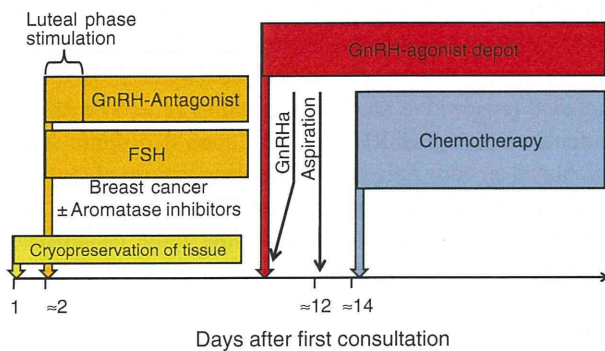 Luteal phase
stimulation
GnRH-agonist depot
GnRH-Antagonist
FSH
GnRHa
Aspiration
Chemotherapy
Breast cancer
± Aromatase inhibitors
Cryopreservation of tissue
1
≈2
≈12
≈14
Days after first consultation